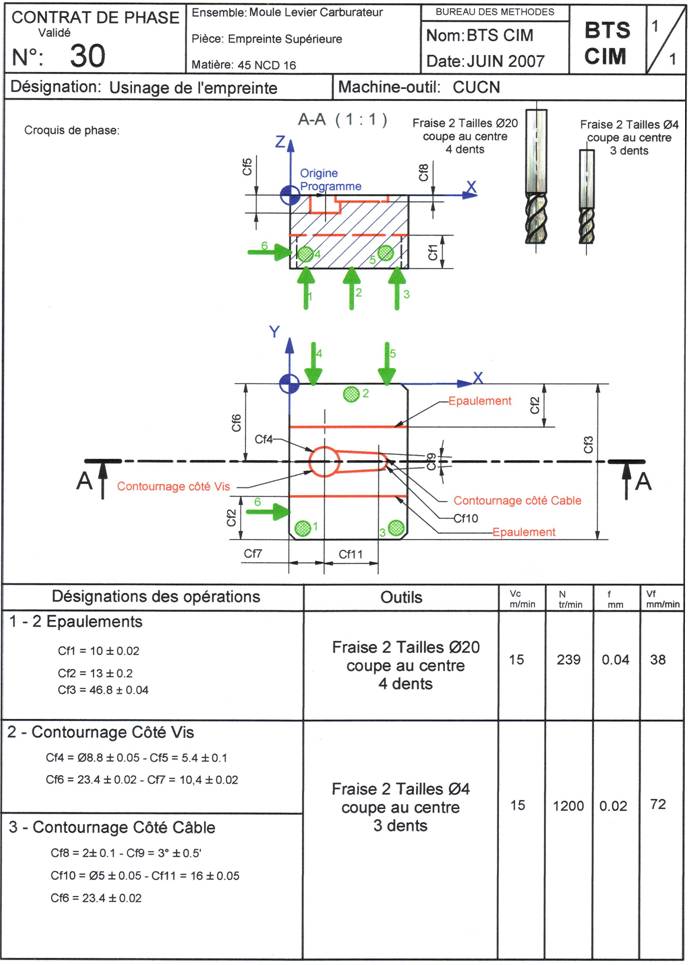 CONTRAT DE PHASE
Validé
N°: 30
Ensemble: Moule Levier Carburateur
Pièce: Empreinte Supérieure
Matière: 45 NCD 16
BUREAU DES METHODES
Nom: BTS CIM
Date: JUIN 2007
BTS
CIM
1
1
Désignation: Usinage de l'empreinte
Machine-outil: CUCN
Croquis de phase:
A-A ( 1 : 1 )
Fraise 2 Tailles Ø20
coupe au centre
4 dents
Fraise 2 Tailles Ø4
coupe au centre
3 dents
Z
Cf5
Origine
Programme
Cf8
X
Cf1
6
4
5
1
2
3
Y
4
5
X
2
Epaulement
Cf2
Cf6
Cf4
Cf9
Cf3
A
A
Contournage côté Vis
Contournage côté Cable
6
Cf10
Cf2
1
3
Epaulement
Cf7
Cf11
Désignations des opérations
Outils
Vc
m/min
N
tr/min
f
mm
Vf
mm/min
1 - 2 Epaulements
Cf1 = 10 ± 0.02
Cf2 = 13 ± 0.2
Cf3 = 46.8 ± 0.04
Fraise 2 Tailles Ø20
coupe au centre
4 dents
15
239
0.04
38
2 - Contournage Côté Vis
Cf4 = Ø8.8 ± 0.05 - Cf5 = 5.4 ± 0.1
Cf6 = 23.4 ± 0.02 - Cf7 = 10,4 ± 0.02
Fraise 2 Tailles Ø4
coupe au centre
3 dents
15
1200
0.02
72
3 - Contournage Côté Câble
Cf8 = 2± 0.1 - Cf9 = 3° ± 0.5'
Cf10 = Ø5 ± 0.05 - Cf11 = 16 ± 0.05
Cf6 = 23.4 ± 0.02